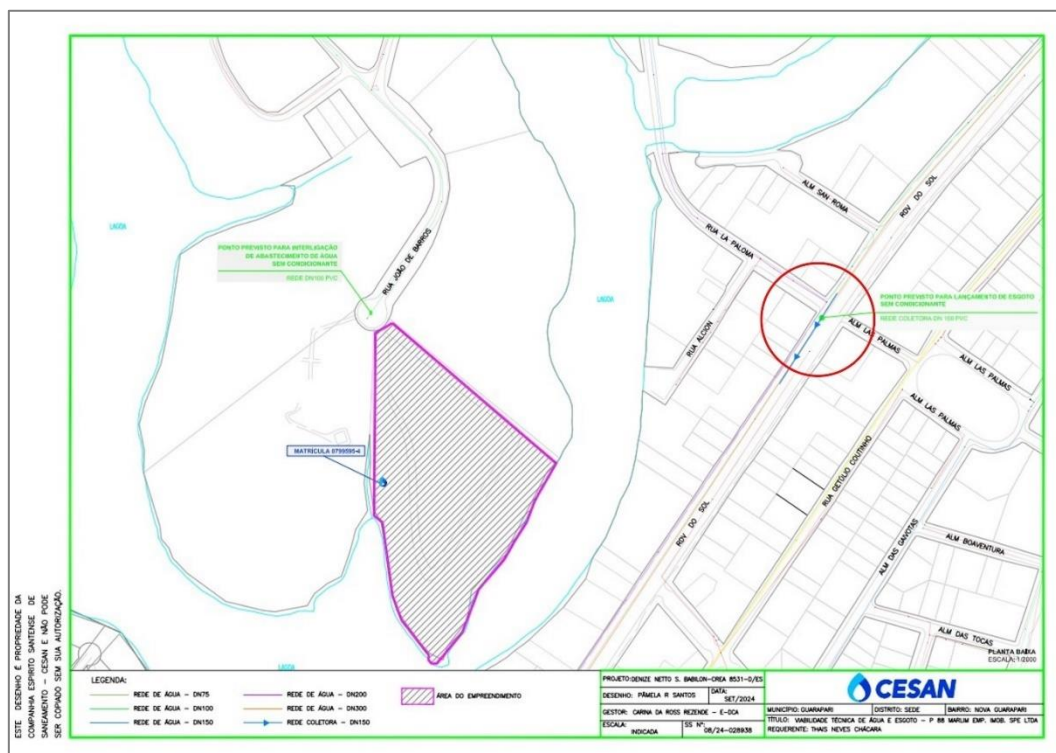 LAGOA
PONTO PREVISTO PARA INTERLIGAÇÃO
DE ABASTECIMENTO DE ÁGUA
SEM CONDICIONANTE
REDE DN100 PVC
RUA JOÃO DE BARROS
LAGOA
ALM SAN ROMA
RDV DO SOL
RUA LA PALOMA
RUA ALCION
PONTO PREVISTO PARA LANÇAMENTO DE ESGOTO
SEM CONDICIONANTE
REDE COLETORA DN PVC
ALM LAS PALMAS
ALM LAS PALMAS
ALM LAS PALMAS
MATRÍCULA
RUA GETÚLIO COUTINHO
RDV DO SOL
ALM DAS GAIVOTAS
ALM BOAVENTURA
ALM DAS TOCAS
LAGOA
PLANTA BAIXA
ESCALA: 1:2000
ESTE DESENHO É PROPRIEDADE DA
COMPANHIA ESPIRITO SANTENSE DE
SANEAMENTO - CESAN E NÃO PODE
SER COPIADO SEM SUA AUTORIZAÇÃO.
LEGENDA:
REDE DE ÁGUA - DN75
REDE DE ÁGUA - DN100
REDE DE ÁGUA - DN150
REDE DE ÁGUA - DN200
REDE DE ÁGUA - DN300
REDE COLETORA - DN150
ÁREA DO EMPREENDIMENTO
PROJETO: DENIZE NETTO S. BABILON-CREA 8531-D/ES
DESENHO: PÂMELA R SANTOS
DATA:
SET/2024
GESTOR: CARINA DA ROSS REZENDE - E-DCA
ESCALA:
INDICADA
SS Nº:
08/24-028938
CESAN
MUNICÍPIO: GUARAPARI
DISTRITO: SEDE
BAIRRO: NOVA GUARAPARI
TÍTULO: VIABILIDADE TÉCNICA DE ÁGUA E ESGOTO - P 88 MARLIM EMP. IMOB. SPE LTDA
REQUERENTE: THAIS NEVES CHÁCARA